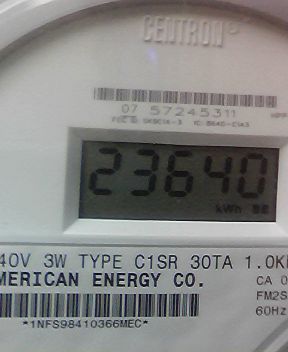 CENTRON®
07 57245311
23640
kWh
40V 3W TYPE C1SR 30TA 1.0K
MERICAN ENERGY CO.
CA 0
FM2S
60Hz
*1NFS98410366MEC*